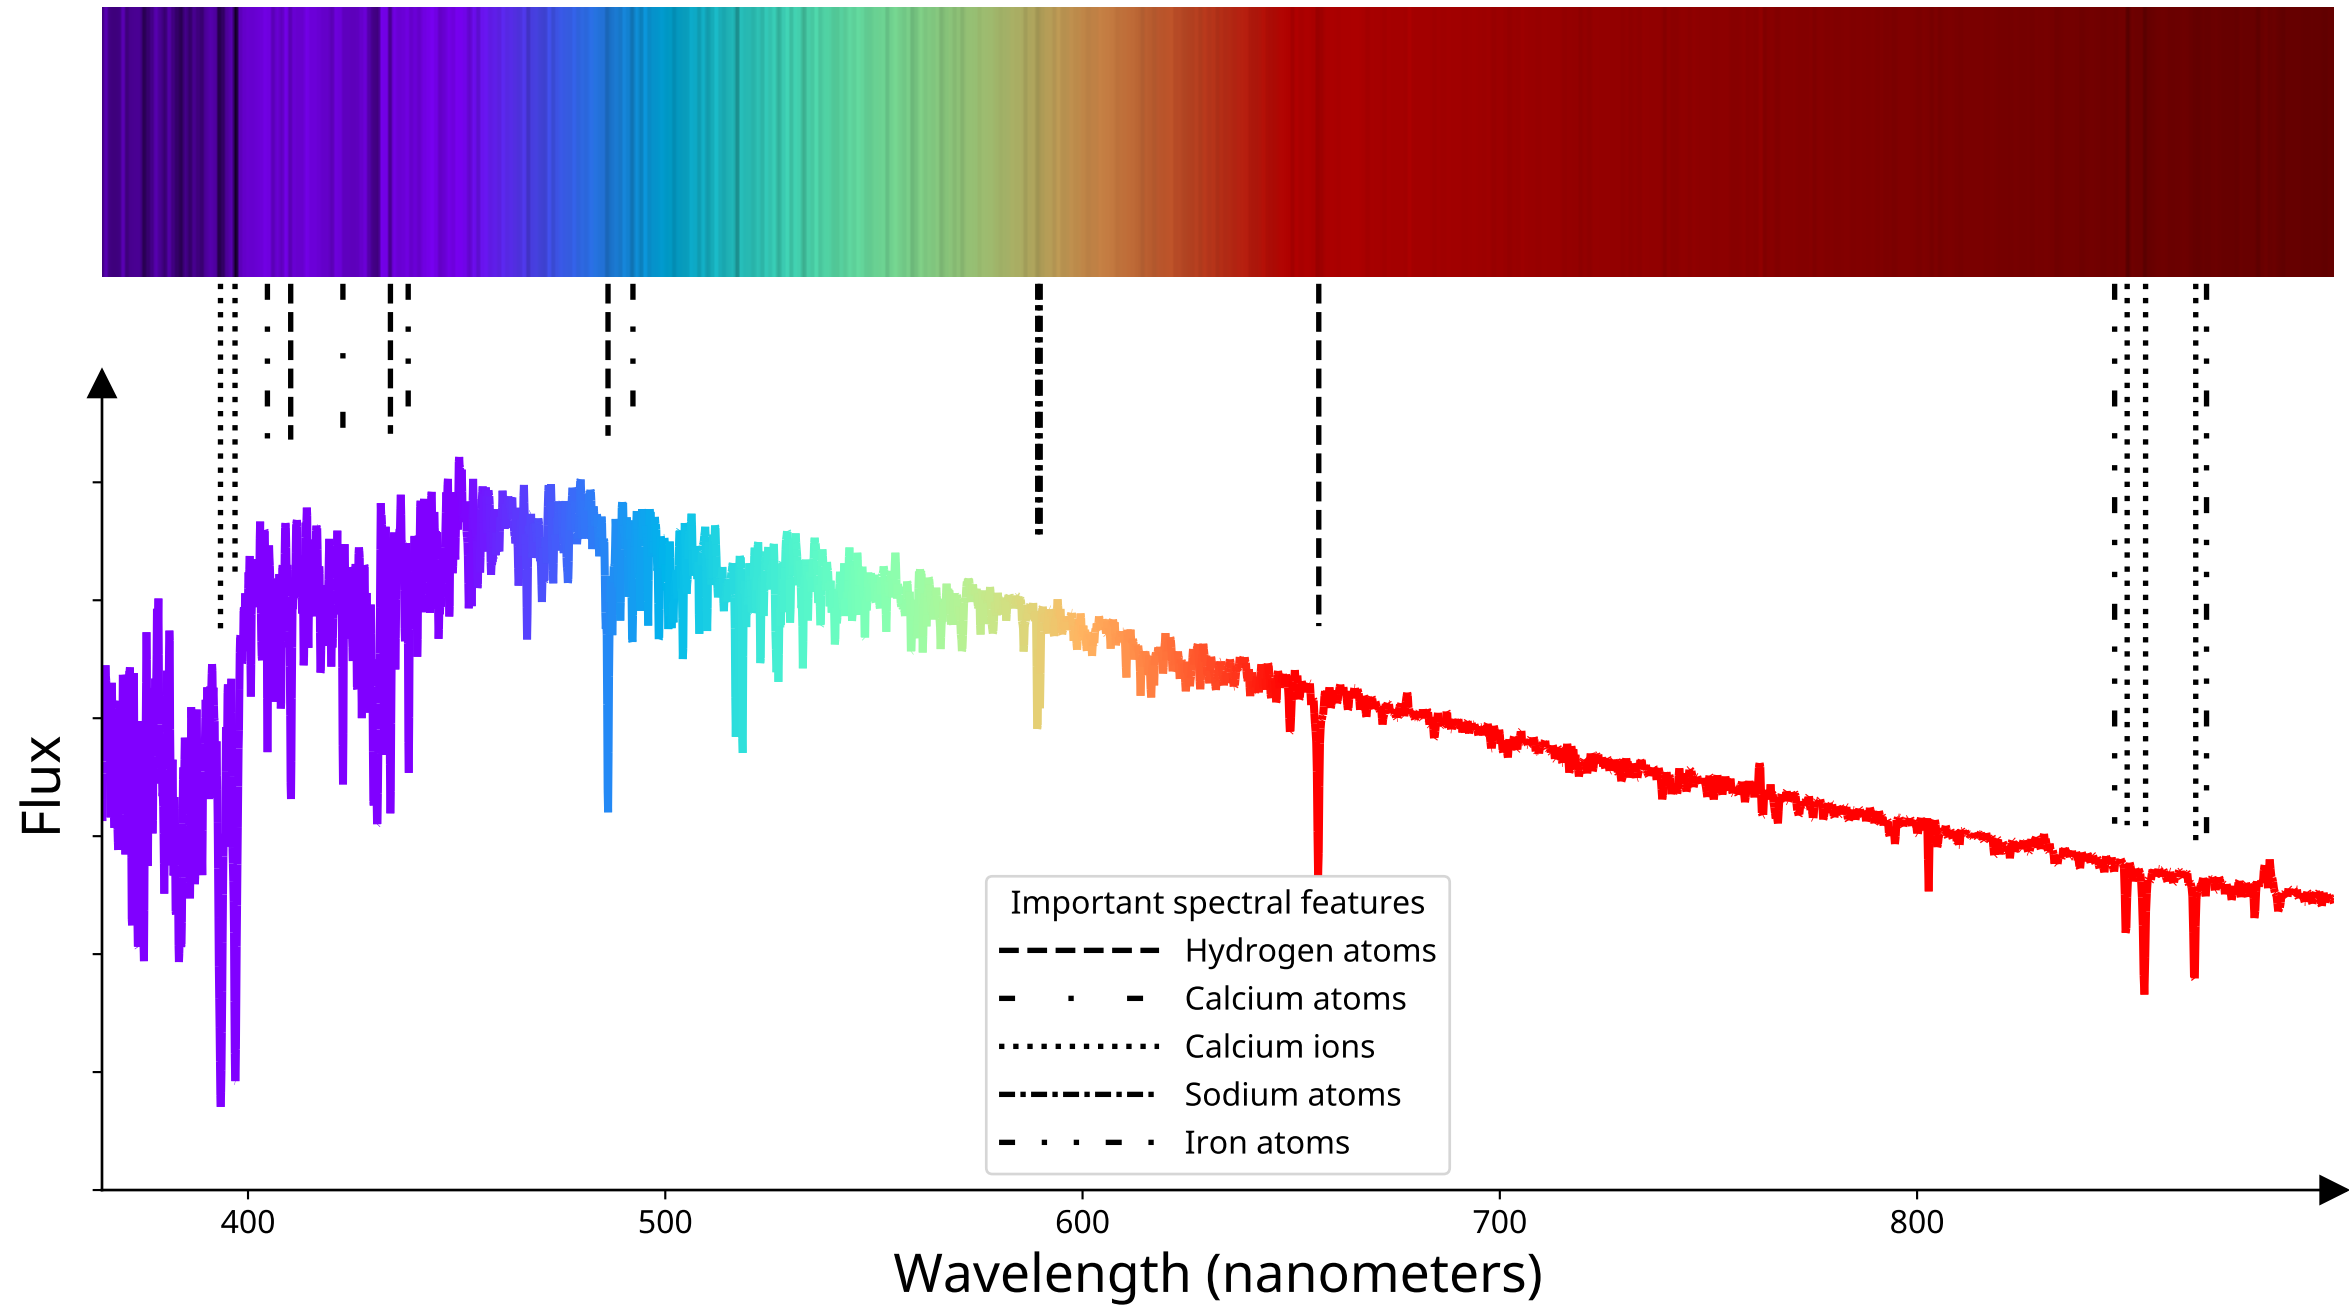 Flux
Important spectral features
Hydrogen atoms
Calcium atoms
Calcium ions
Sodium atoms
Iron atoms
400 500 600 700 800
Wavelength (nanometers)